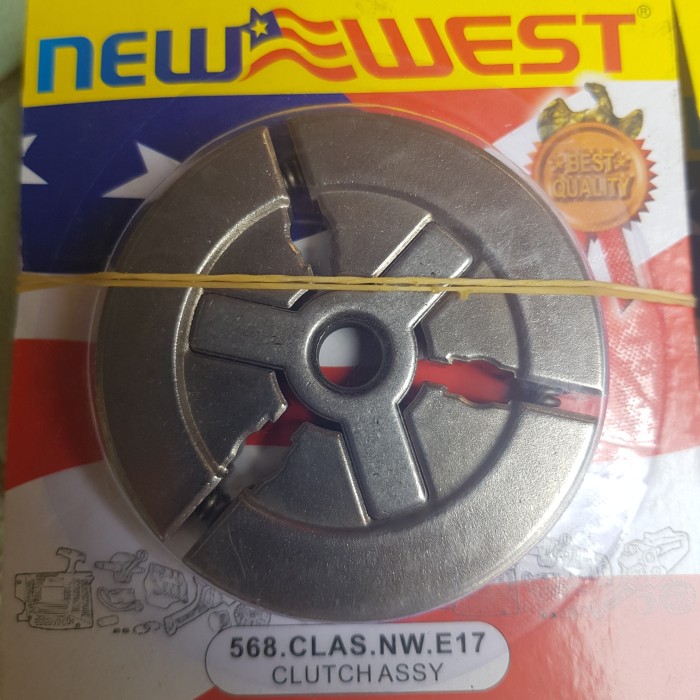 NEW WEST®
BEST
QUALITY
568.CLAS.NW.E17
CLUTCH ASSY